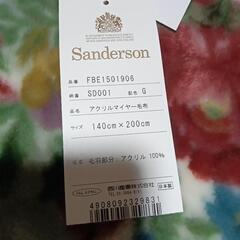 Sanderson
品番 FBE1501906
柄番 SD001 配色 G
品名 アクリルマイヤー毛布
サイズ 140cm×200cm
毛羽部分:アクリル 100%
西川産業株式会社
日本製
4908092329831